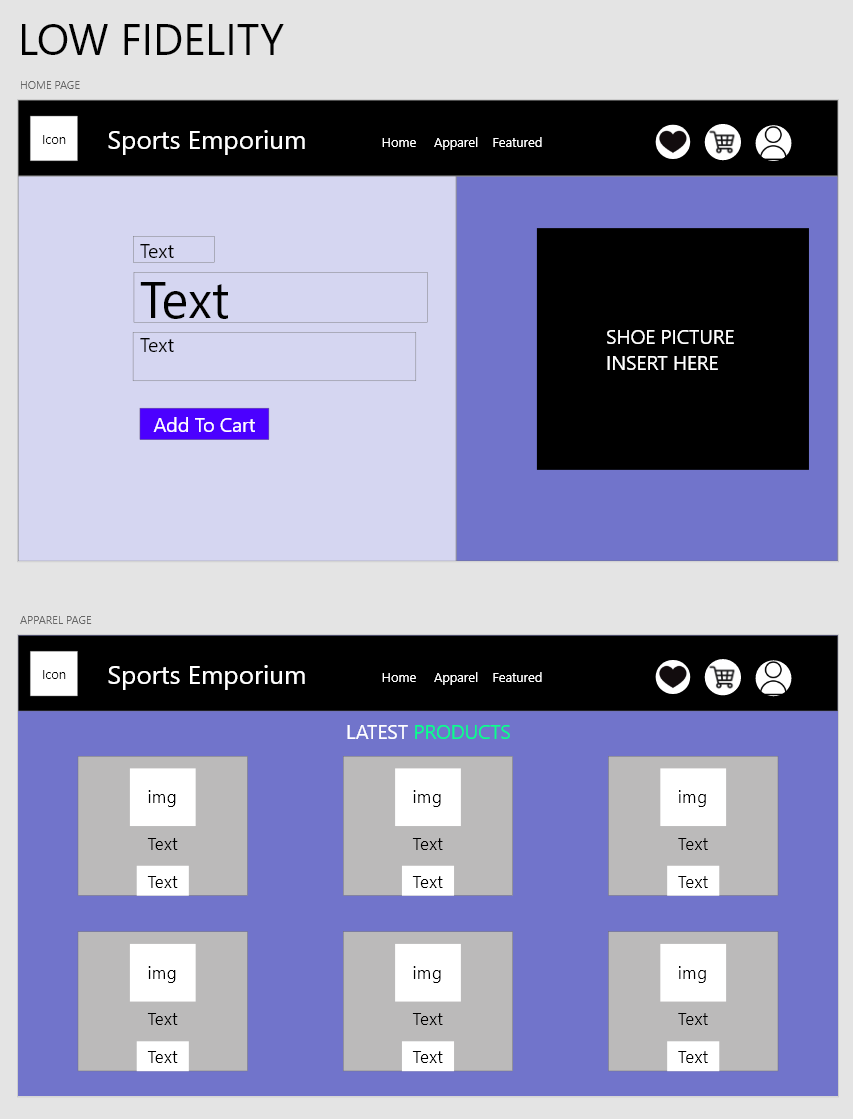 LOW FIDELITY
HOME PAGE
Icon
Sports Emporium
Home Apparel Featured
Text
Text
Text
Add To Cart
SHOE PICTURE
INSERT HERE
APPAREL PAGE
Icon
Sports Emporium
Home Apparel Featured
LATEST PRODUCTS
img img img
Text Text Text
Text Text Text
img img img
Text Text Text
Text Text Text